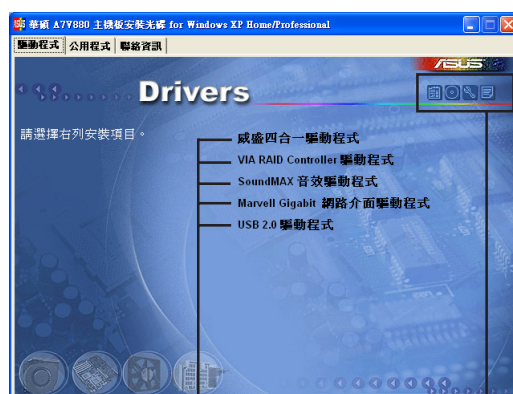 華碩 A7V880 主機板安裝光碟 for Windows XP Home/Professional
驅動程式 公用程式 聯絡資訊
ASUS
Drivers
請選擇右列安裝項目。
威盛四合一驅動程式
VIA RAID Controller 驅動程式
SoundMAX 音效驅動程式
Marvell Gigabit 網路介面驅動程式
USB 2.0 驅動程式